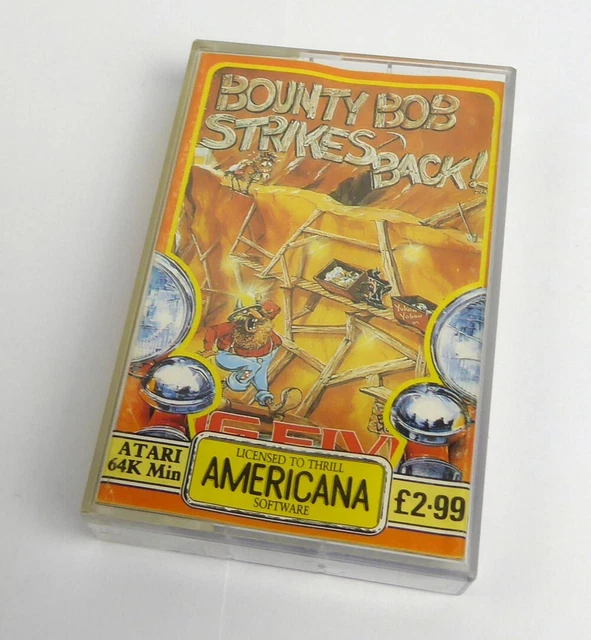 BOUNTY BOB
STRIKES
BACK!
ATARI
64K Min
LICENSED TO THRILL
AMERICANA
SOFTWARE
£2·99